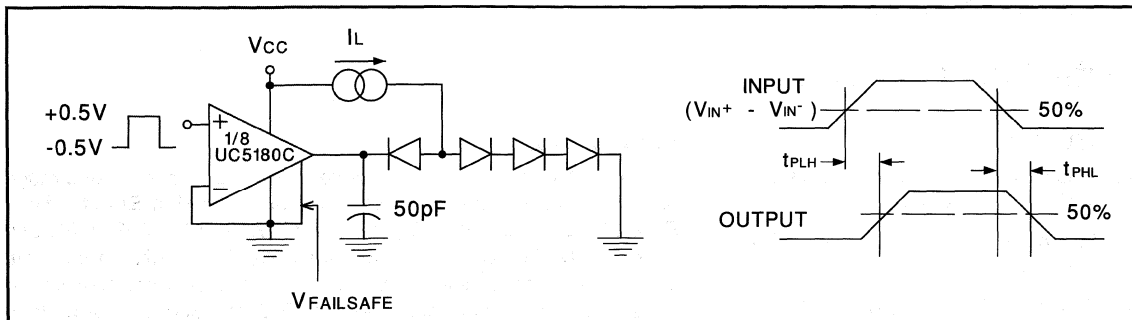 IL
VCC
+0.5V
-0.5V
+
1/8
UC5180C
−
50pF
VFAILSAFE
INPUT
(VIN+ - VIN-)
50%
tPLH
tPHL
OUTPUT
50%